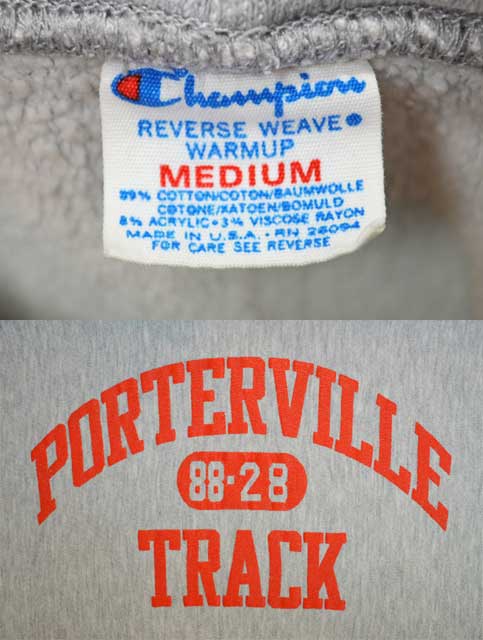 Champion
REVERSE WEAVE®
WARMUP
MEDIUM
89% COTTON/COTON/BAUMWOLLE
COTONE/KATOEN/BOMULD
8% ACRYLIC • 3% VISCOSE RAYON
MADE IN U.S.A. • RN 26094
FOR CARE SEE REVERSE
PORTERVILLE
88-28
TRACK